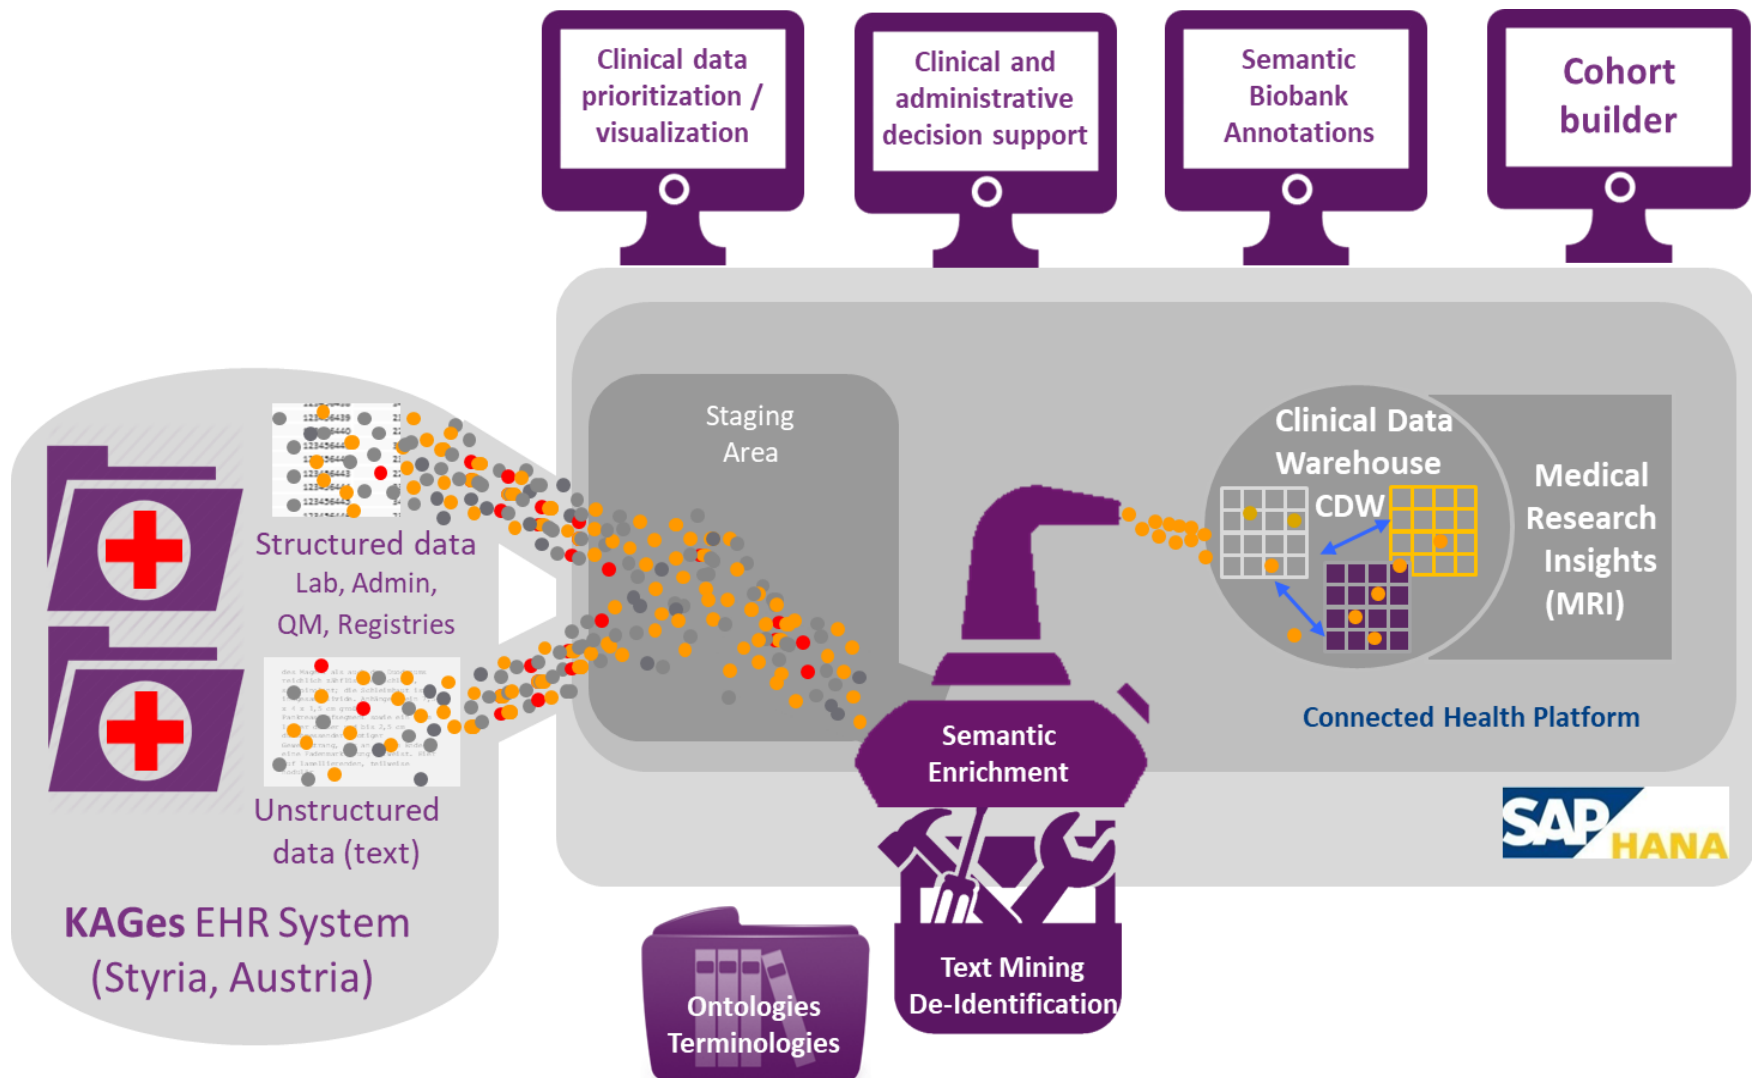 Clinical data
prioritization /
visualization
Clinical and
administrative
decision support
Semantic
Biobank
Annotations
Cohort
builder
Staging
Area
Clinical Data
Warehouse
CDW
Medical
Research
Insights
(MRI)
Structured data
Lab, Admin,
QM, Registries
Unstructured
data (text)
KAGes EHR System
(Styria, Austria)
Semantic
Enrichment
Connected Health Platform
SAP
HANA
Text Mining
De-Identification
Ontologies
Terminologies